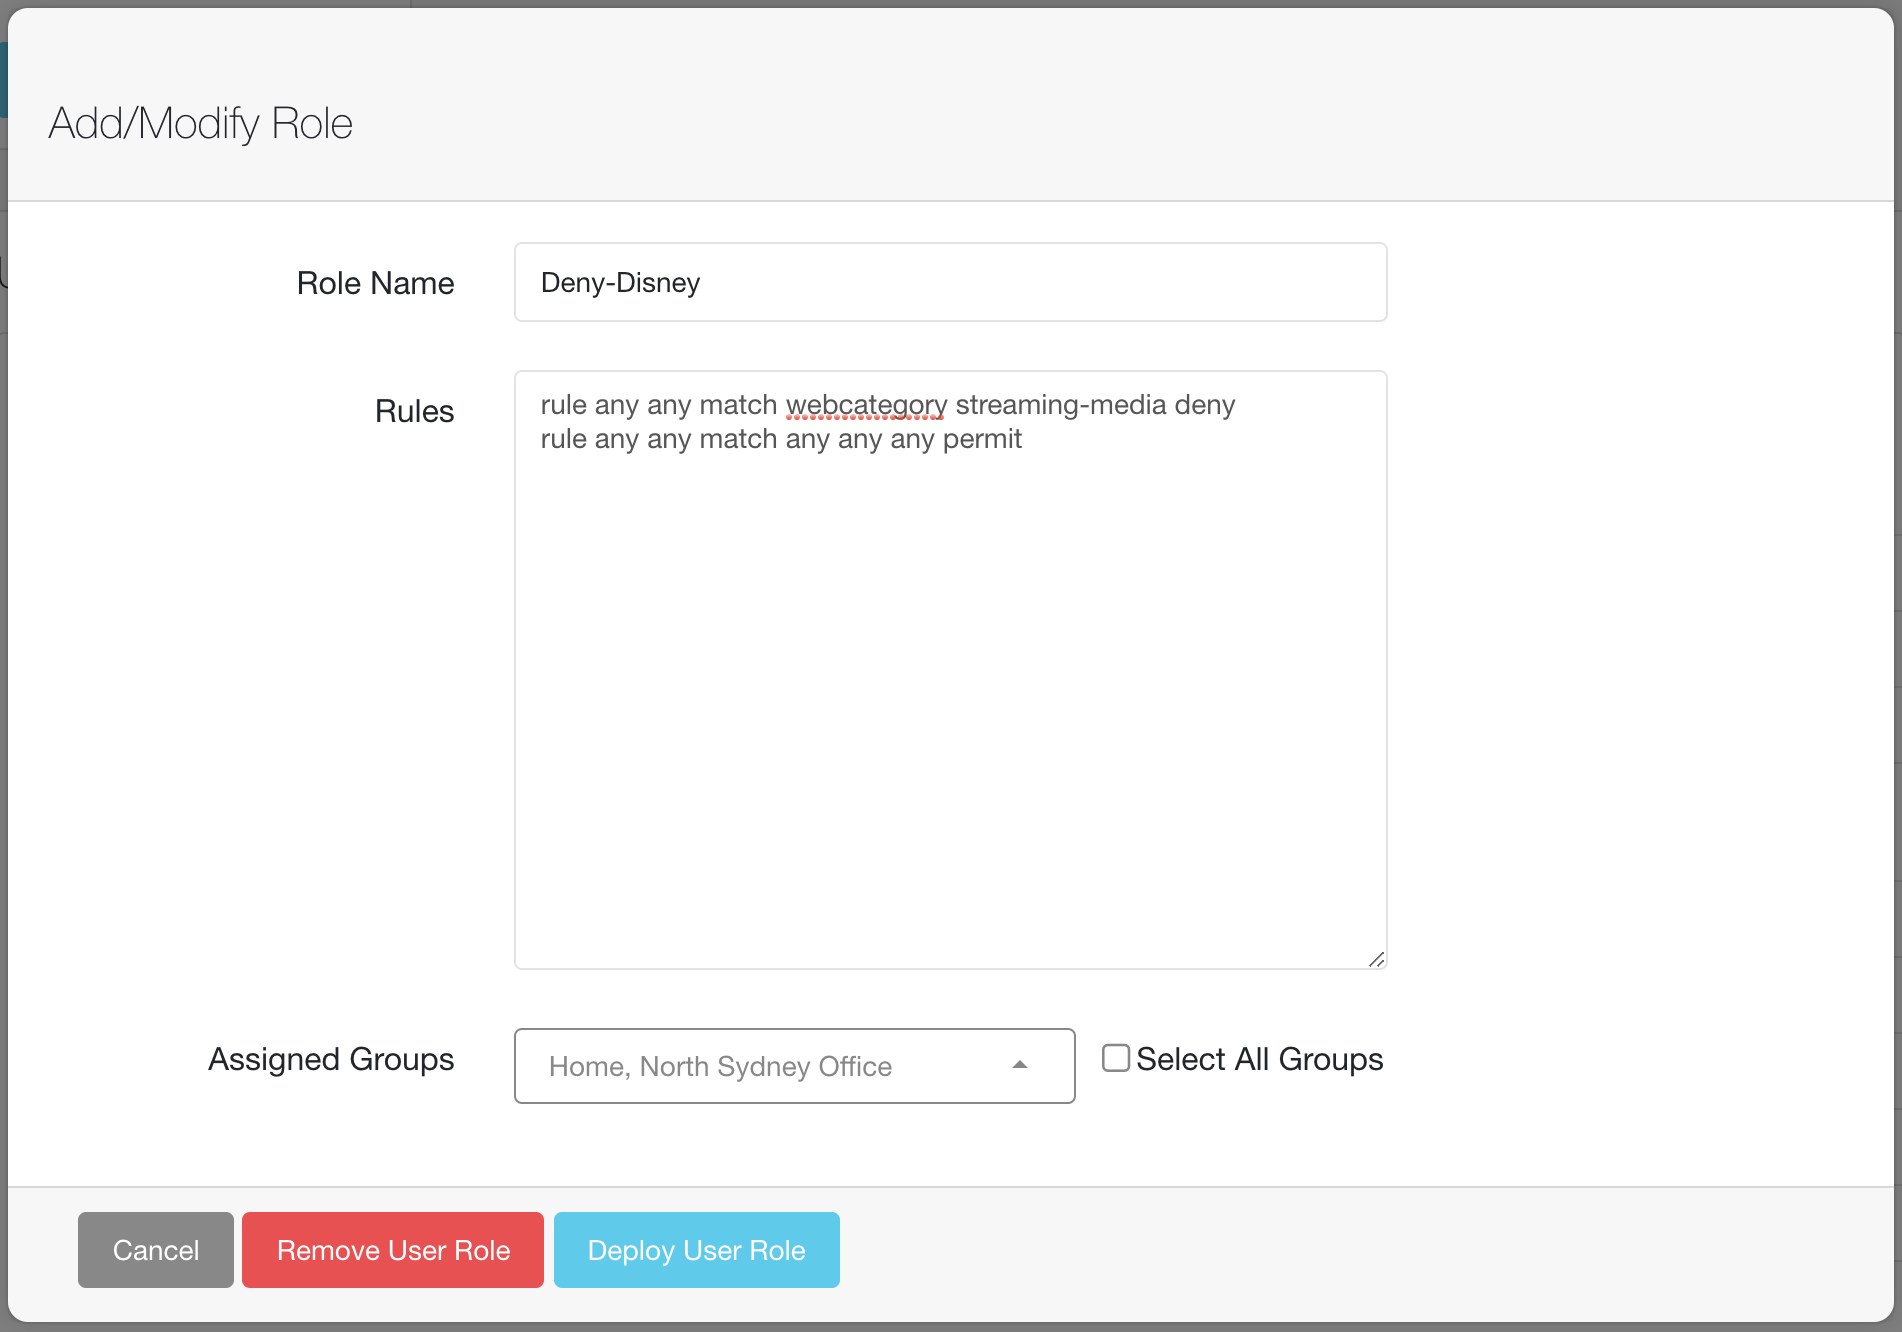 Add/Modify Role
Role Name
Deny-Disney
Rules
rule any any match webcategory streaming-media deny
rule any any match any any any permit
Assigned Groups
Home, North Sydney Office
Select All Groups
Cancel
Remove User Role
Deploy User Role